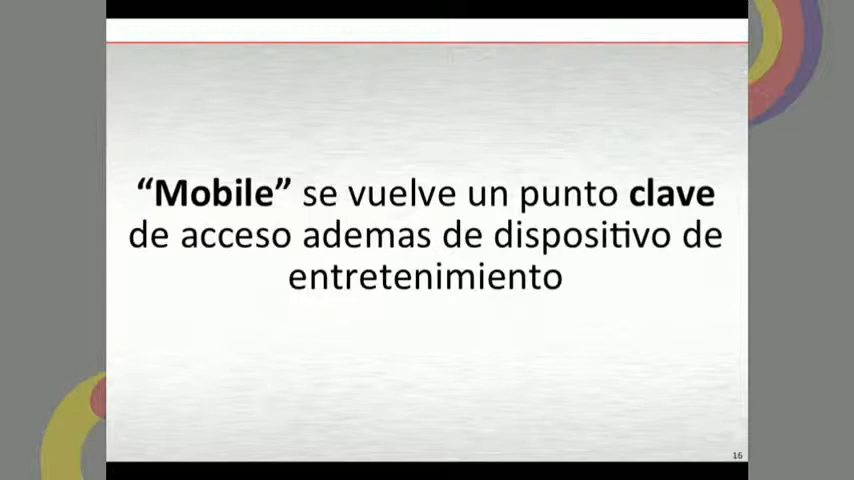 “Mobile” se vuelve un punto clave
de acceso ademas de dispositivo de
entretenimiento
16